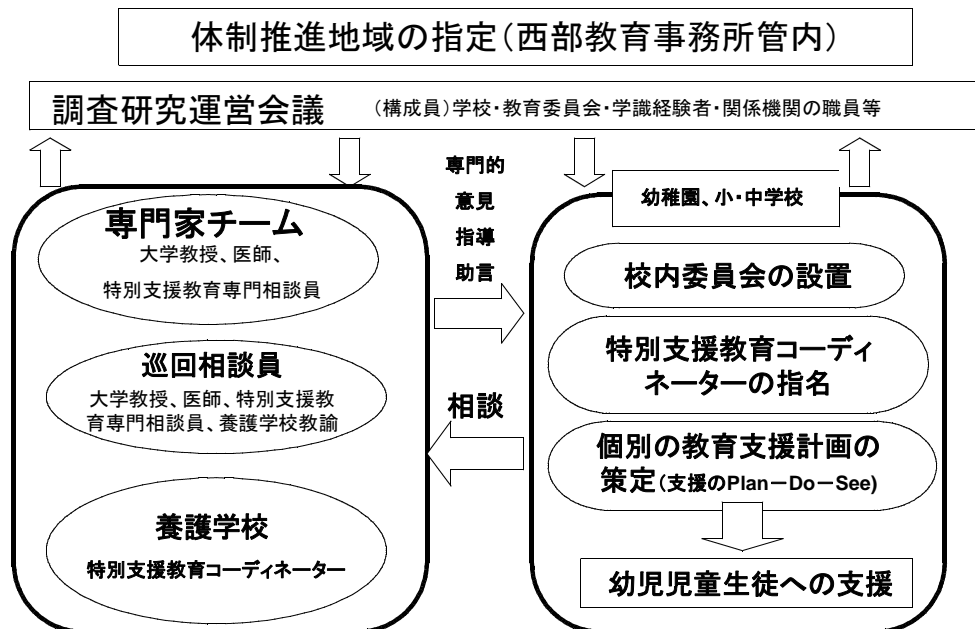 体制推進地域の指定（西部教育事務所管内）
調査研究運営会議 （構成員）学校・教育委員会・学識経験者・関係機関の職員等
専門家チーム
大学教授、医師、
特別支援教育専門相談員
巡回相談員
大学教授、医師、特別支援教
育専門相談員、養護学校教諭
養護学校
特別支援教育コーディネーター
専門的
意見
指導
助言
相談
幼稚園、小・中学校
校内委員会の設置
特別支援教育コーディ
ネーターの指名
個別の教育支援計画の
策定（支援のPlan－Do－See)
幼児児童生徒への支援